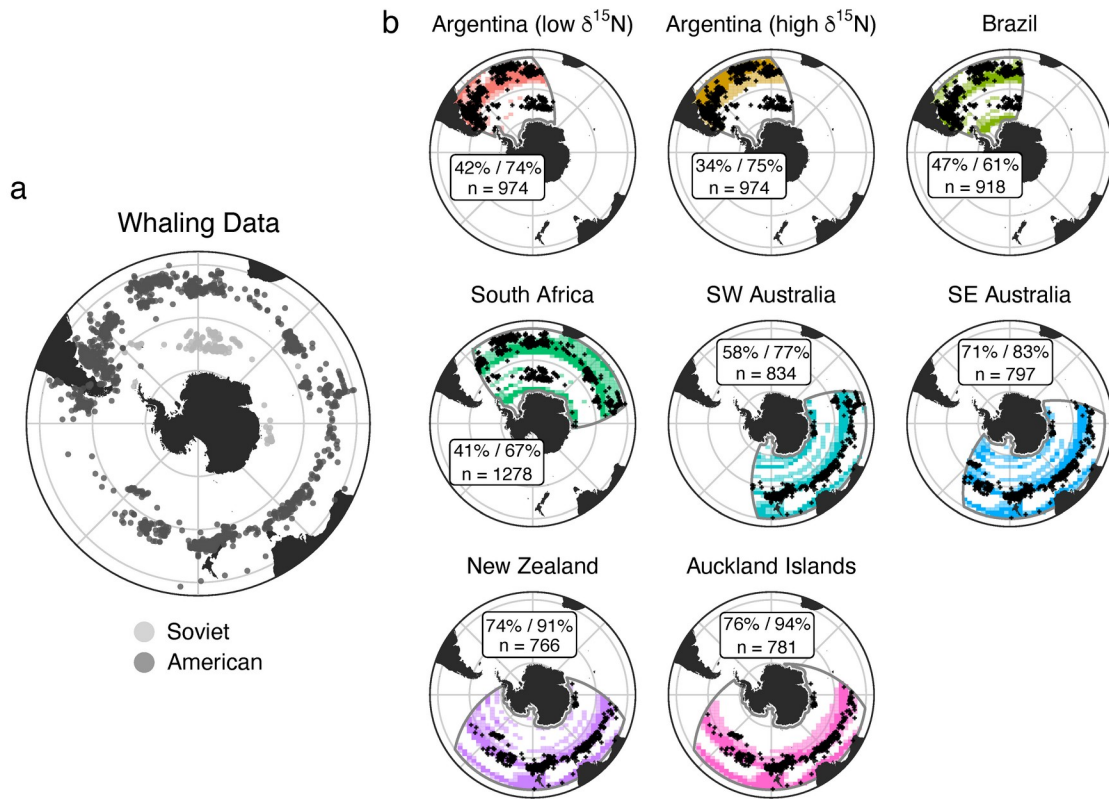 a
Whaling Data
Soviet
American
b
Argentina (low δ¹⁵N)
42% / 74%
n = 974
Argentina (high δ¹⁵N)
34% / 75%
n = 974
Brazil
47% / 61%
n = 918
South Africa
41% / 67%
n = 1278
SW Australia
58% / 77%
n = 834
SE Australia
71% / 83%
n = 797
New Zealand
74% / 91%
n = 766
Auckland Islands
76% / 94%
n = 781